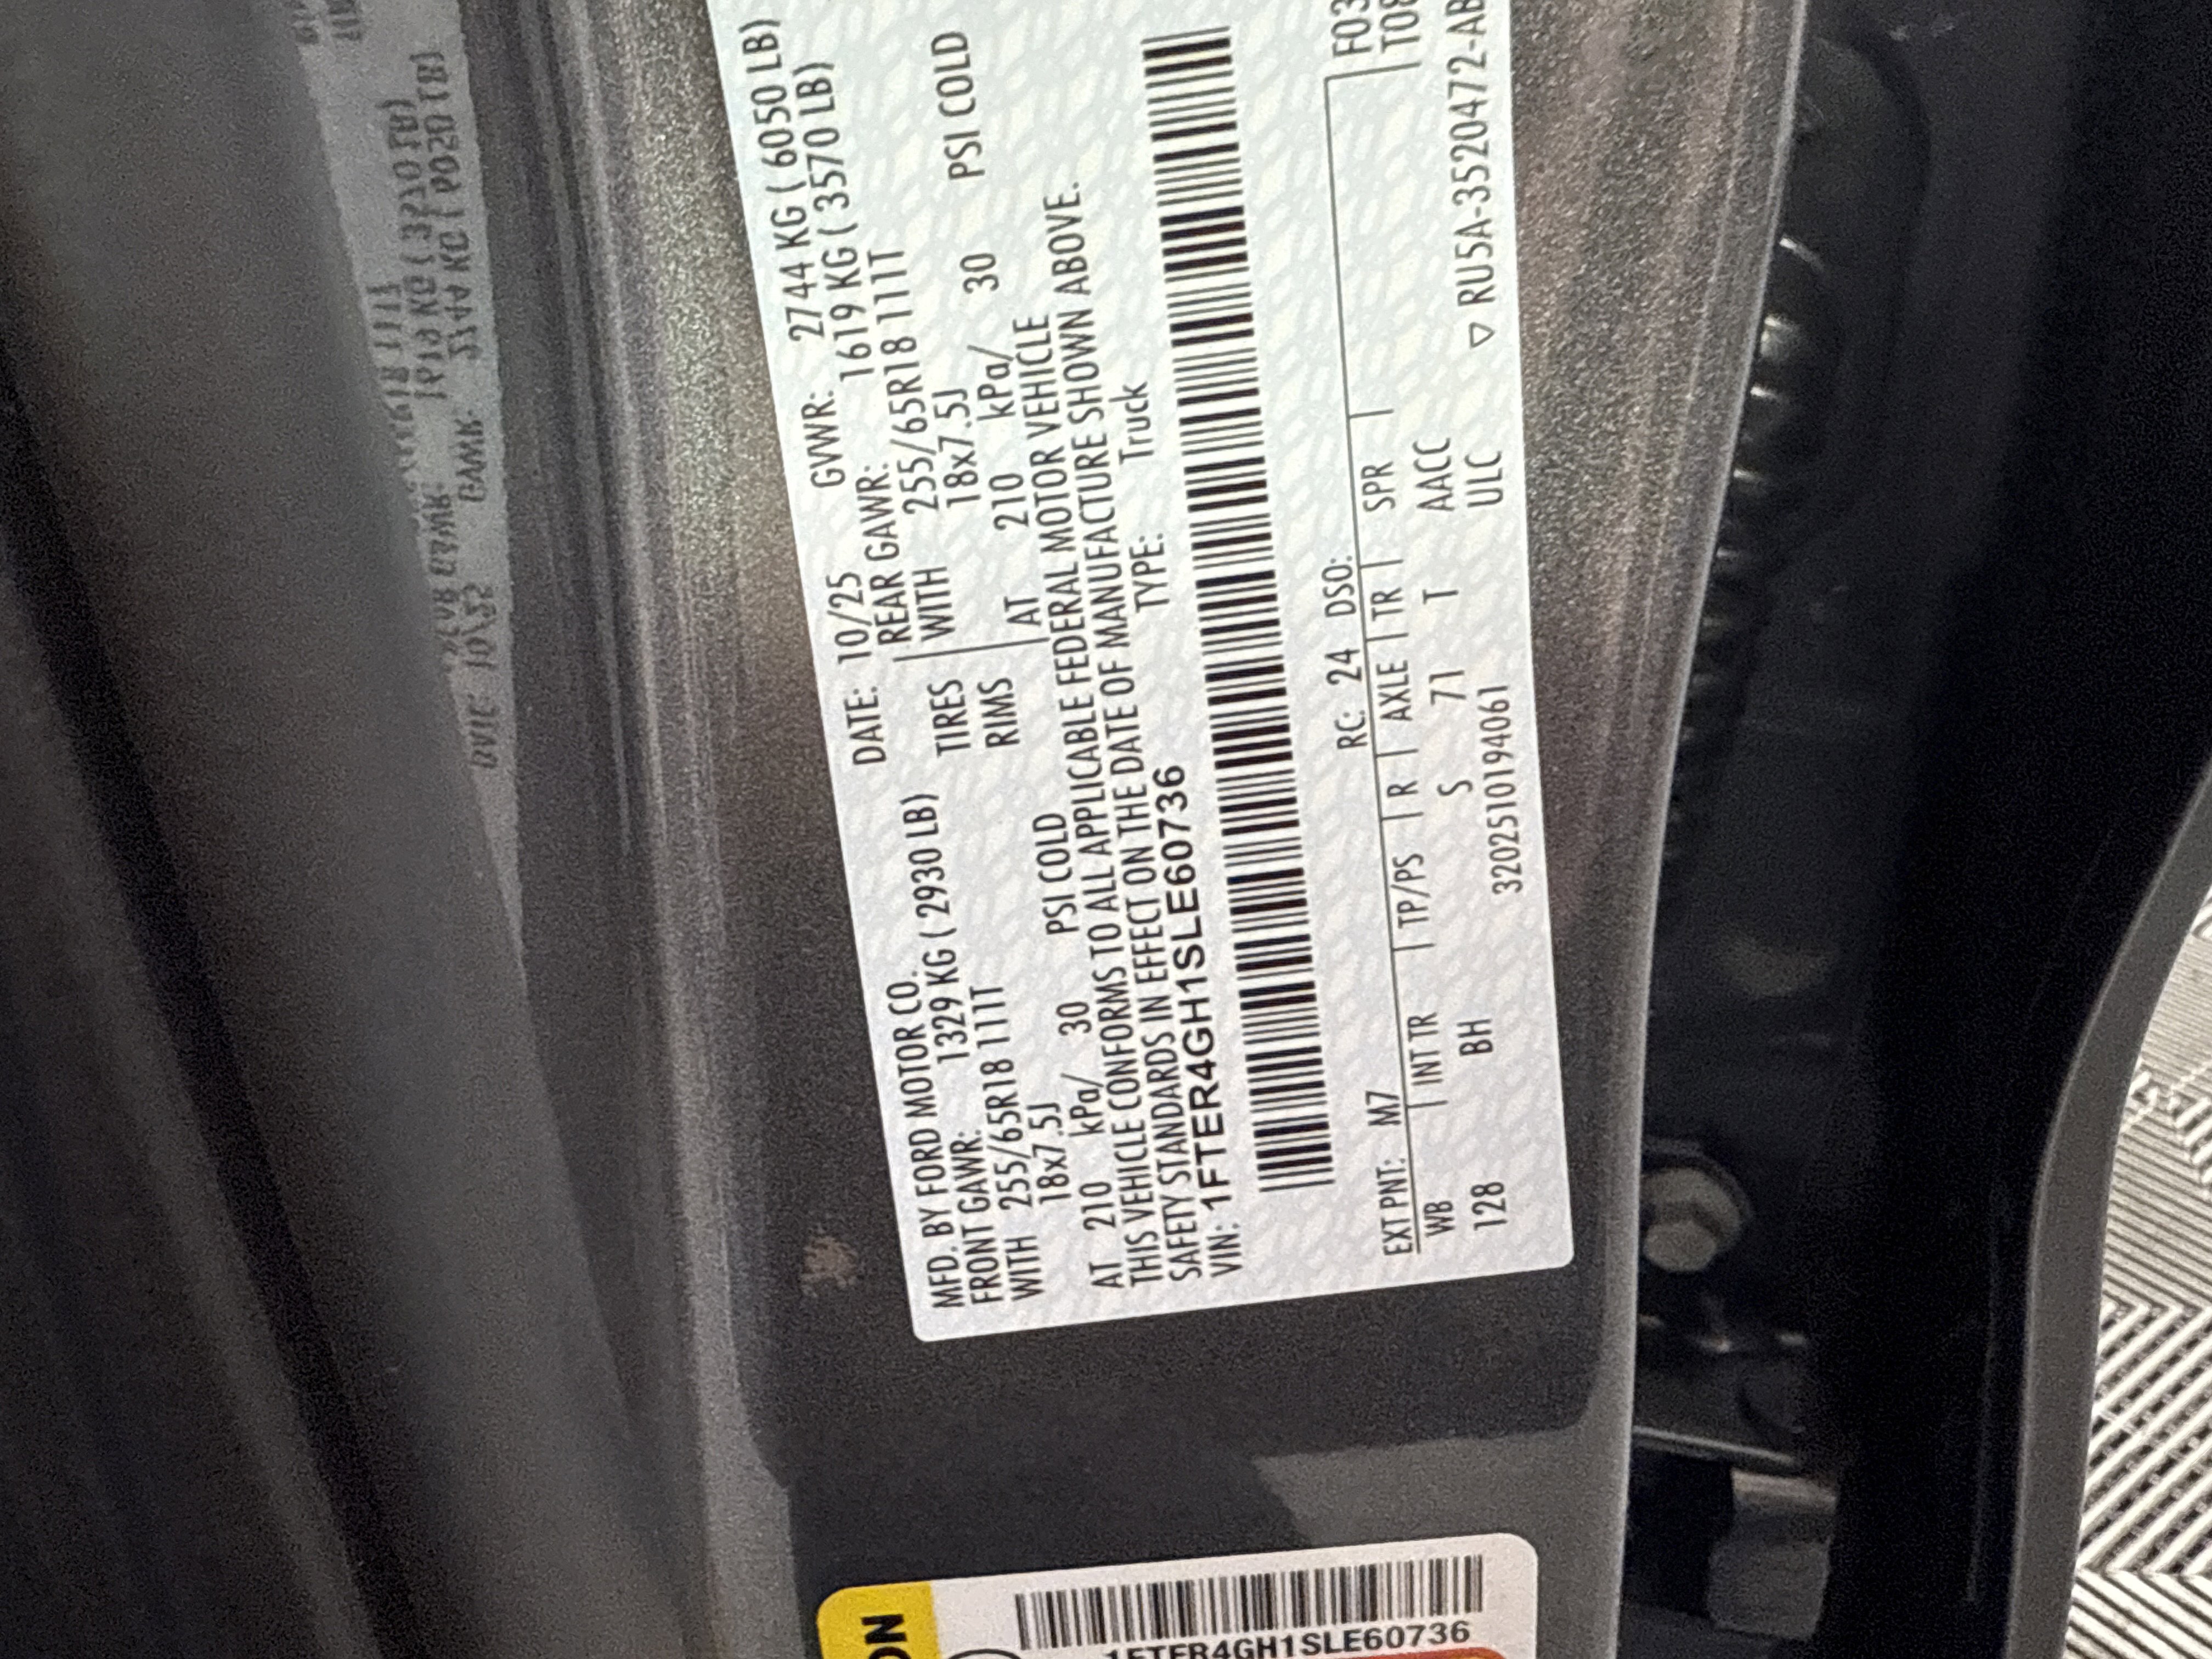 MFD. BY FORD MOTOR CO.
DATE: 10/25 GVWR: 2744 KG ( 6050 LB)
FRONT GAWR: 1329 KG ( 2930 LB)
REAR GAWR: 1619 KG ( 3570 LB)
WITH 255/65R18 111T
TIRES
WITH 255/65R18 111T
18x7.5J
RIMS
18x7.5J
AT 210 kPa/ 30 PSI COLD
AT 210 kPa/ 30 PSI COLD
THIS VEHICLE CONFORMS TO ALL APPLICABLE FEDERAL MOTOR VEHICLE
SAFETY STANDARDS IN EFFECT ON THE DATE OF MANUFACTURE SHOWN ABOVE.
VIN: 1FTER4GH1SLE60736
TYPE: Truck
EXT PNT: M7 RC: 24 DSO:
WB INT TR TP/PS R AXLE TR SPR
128 BH S 71 T AACC
ULC
3202510194061
▽ RU5A-3520472-AB
1FTER4GH1SLE60736